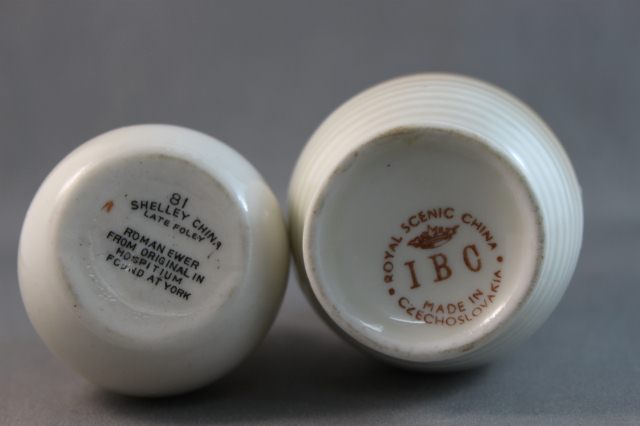 81
SHELLEY CHINA
LATE FOLEY
ROMAN EWER
FROM ORIGINAL IN
HOSPITIUM
FOUND AT YORK
ROYAL SCENIC CHINA
IBC
MADE IN
CZECHOSLOVAKIA